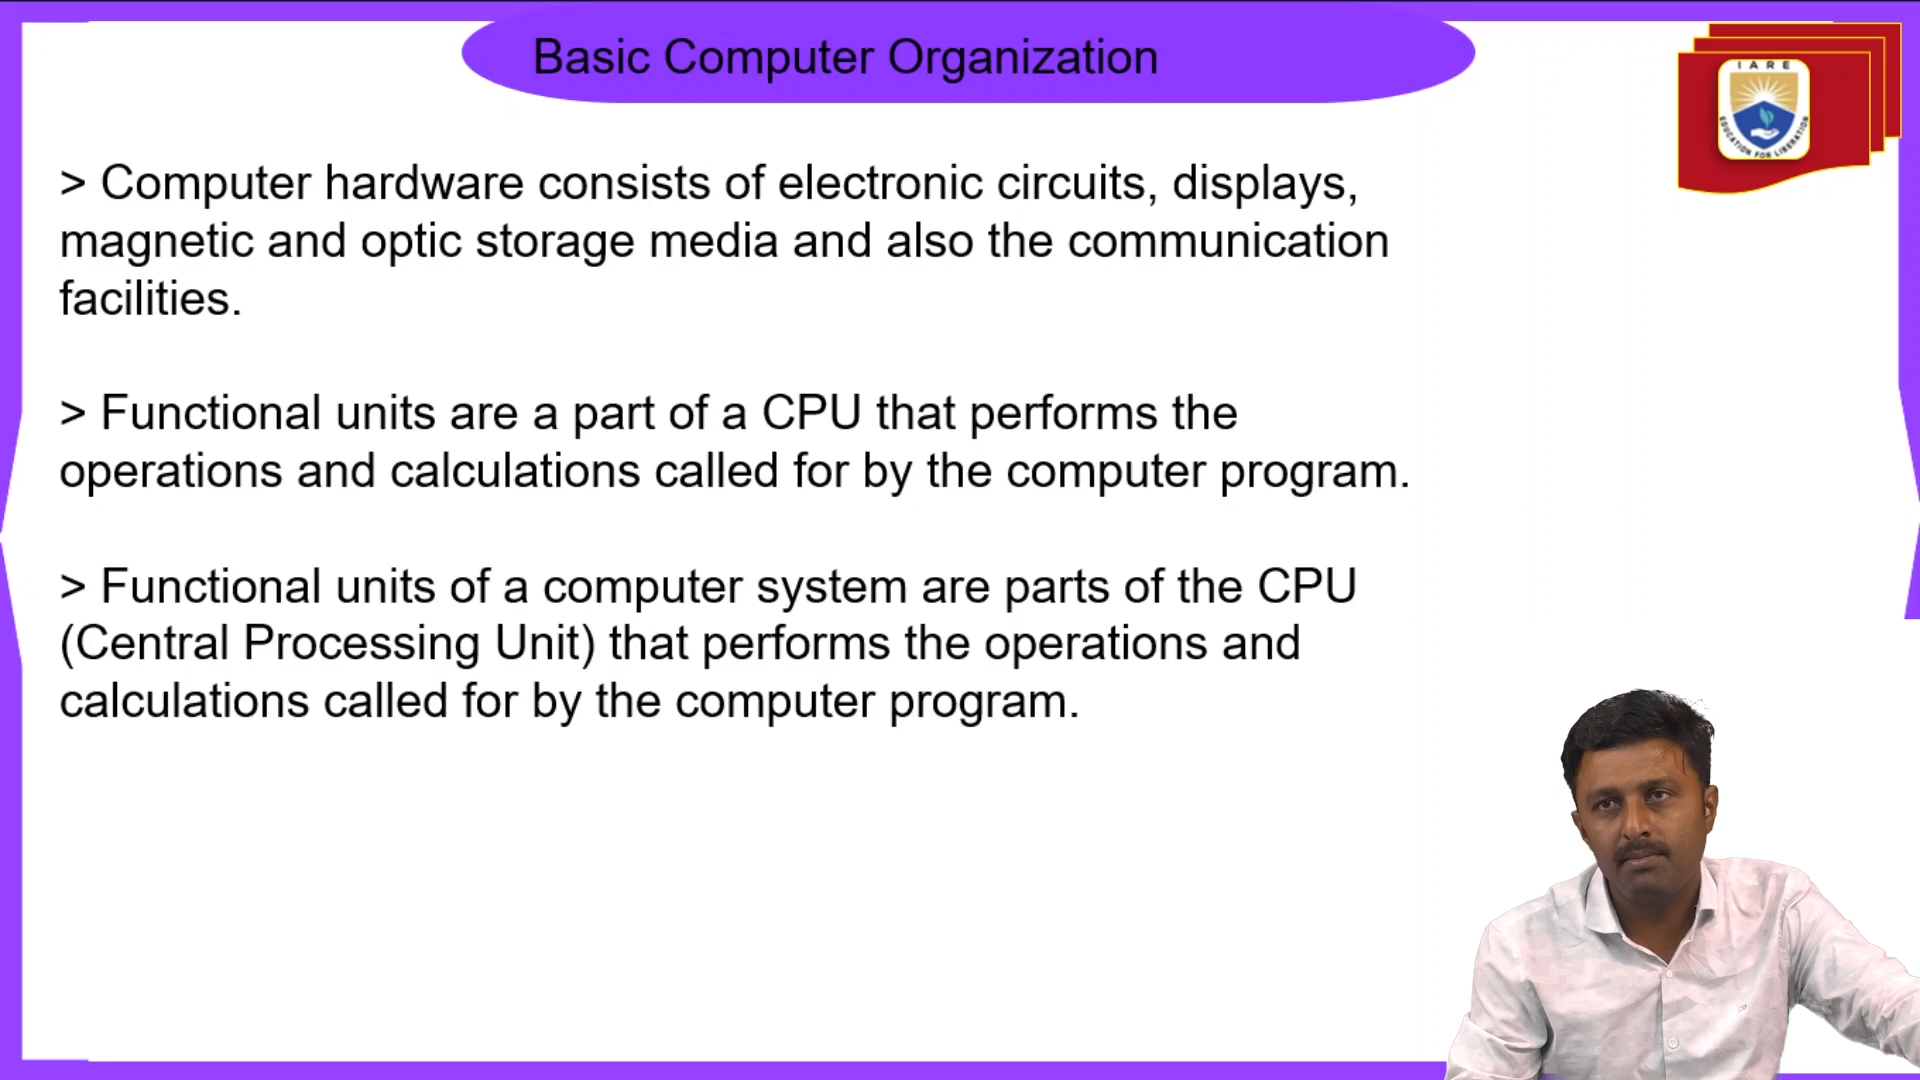 Basic Computer Organization
IARE
EDUCATION FOR LIBERATION
> Computer hardware consists of electronic circuits, displays,
magnetic and optic storage media and also the communication
facilities.
> Functional units are a part of a CPU that performs the
operations and calculations called for by the computer program.
> Functional units of a computer system are parts of the CPU
(Central Processing Unit) that performs the operations and
calculations called for by the computer program.